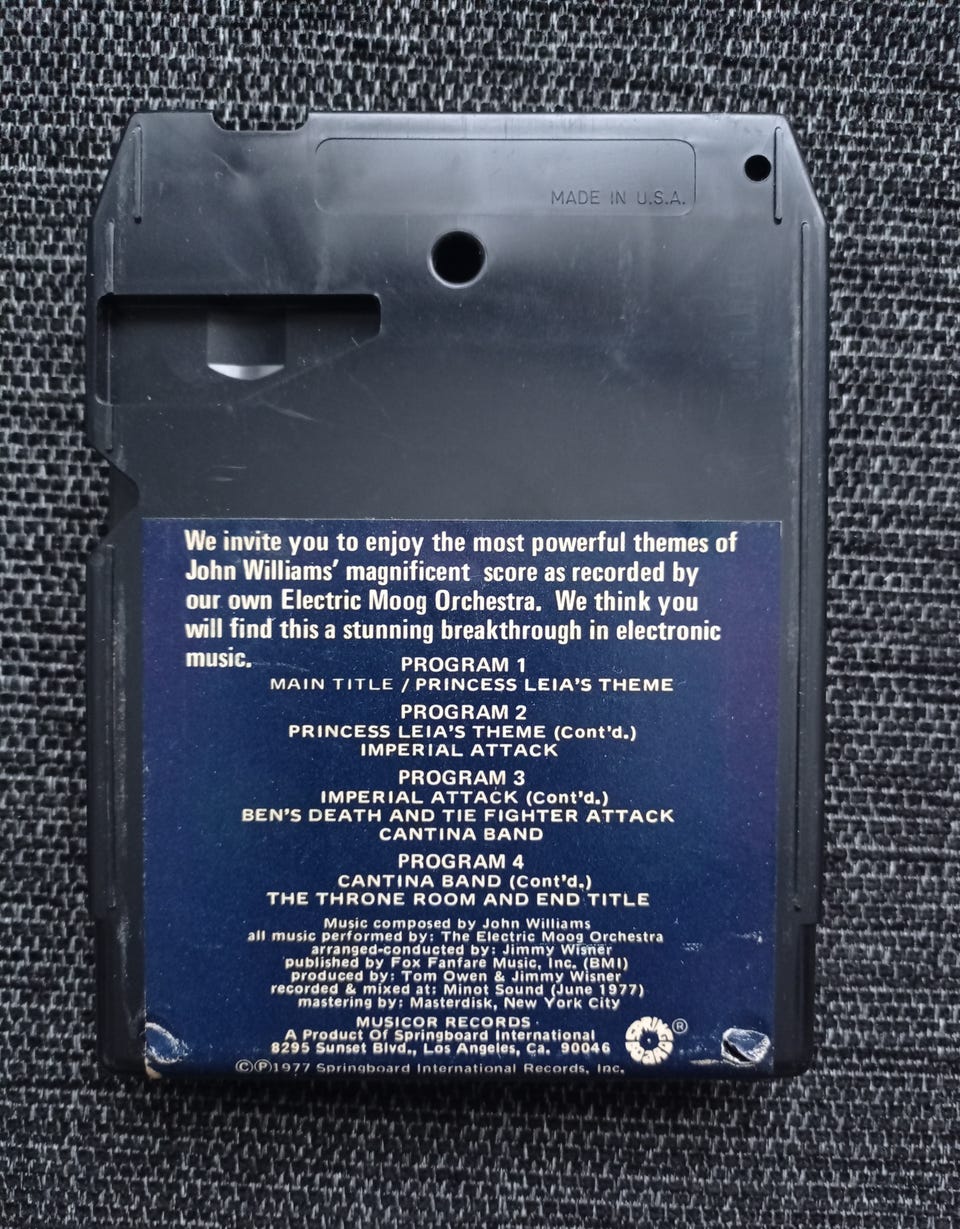 MADE IN U.S.A.
We invite you to enjoy the most powerful themes of
John Williams' magnificent score as recorded by
our own Electric Moog Orchestra. We think you
will find this a stunning breakthrough in electronic
music.
PROGRAM 1
MAIN TITLE / PRINCESS LEIA'S THEME
PROGRAM 2
PRINCESS LEIA'S THEME (Cont'd.)
IMPERIAL ATTACK
PROGRAM 3
IMPERIAL ATTACK (Cont'd.)
BEN'S DEATH AND TIE FIGHTER ATTACK
CANTINA BAND
PROGRAM 4
CANTINA BAND (Cont'd.)
THE THRONE ROOM AND END TITLE
Music composed by John Williams
all music performed by: The Electric Moog Orchestra
arranged-conducted by: Jimmy Wisner
published by Fox Fanfare Music, Inc. (BMI)
produced by: Tom Owen & Jimmy Wisner
recorded & mixed at: Minot Sound (June 1977)
mastering by: Masterdisk, New York City
MUSICOR RECORDS
A Product Of Springboard International
8295 Sunset Blvd., Los Angeles, Ca. 90046
SPRING BOARD ®
©℗1977 Springboard International Records, Inc.